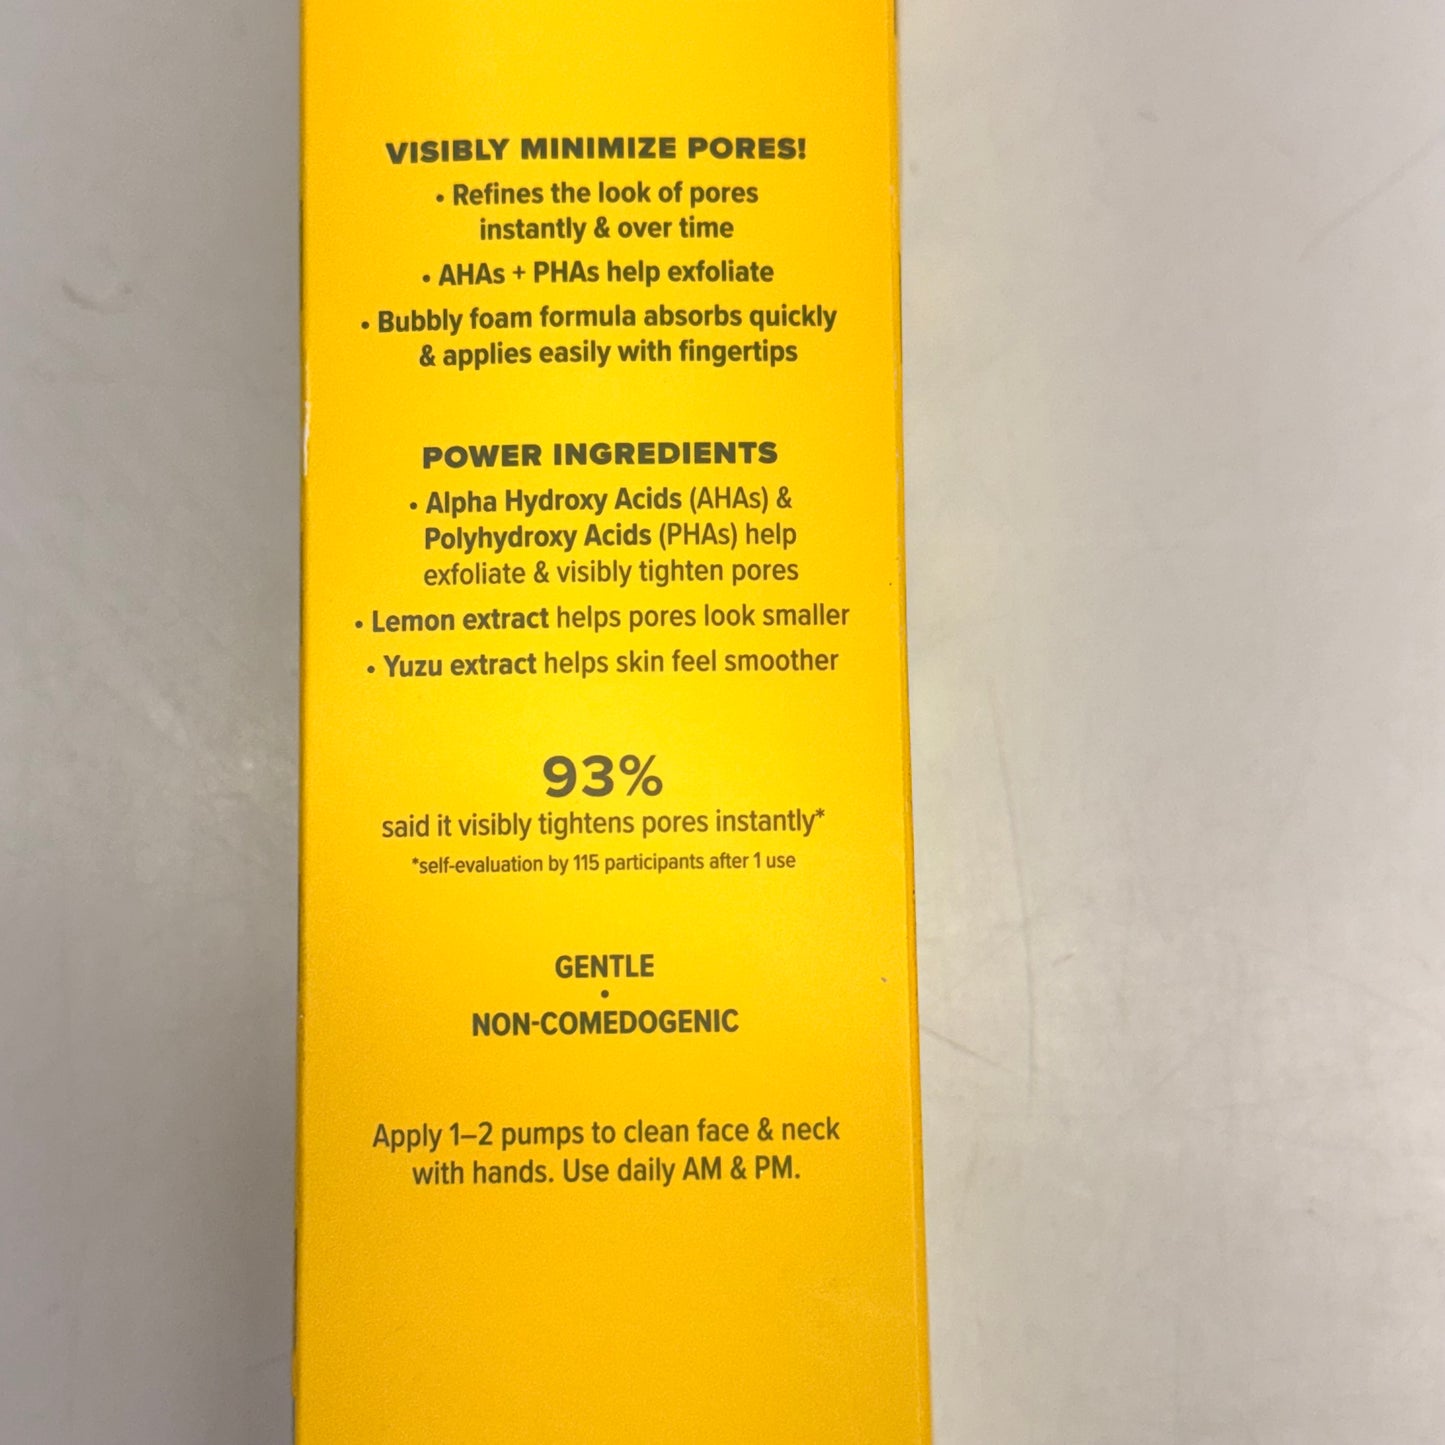 VISIBLY MINIMIZE PORES!
• Refines the look of pores
instantly & over time
• AHAs + PHAs help exfoliate
• Bubbly foam formula absorbs quickly
& applies easily with fingertips
POWER INGREDIENTS
• Alpha Hydroxy Acids (AHAs) &
Polyhydroxy Acids (PHAs) help
exfoliate & visibly tighten pores
• Lemon extract helps pores look smaller
• Yuzu extract helps skin feel smoother
93%
said it visibly tightens pores instantly*
*self-evaluation by 115 participants after 1 use
GENTLE
•
NON-COMEDOGENIC
Apply 1–2 pumps to clean face & neck
with hands. Use daily AM & PM.